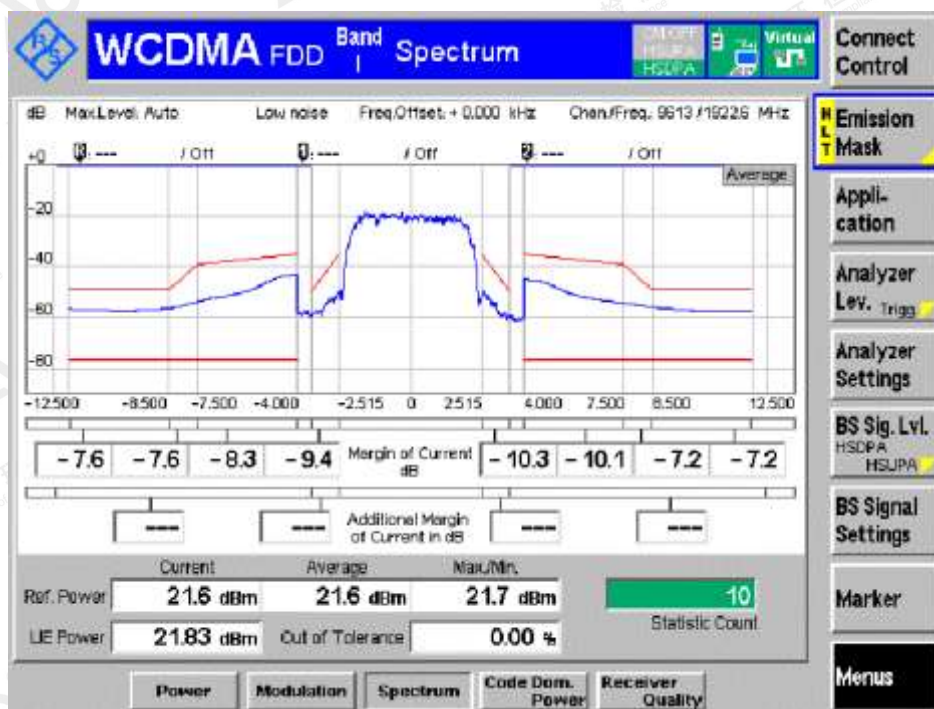 WCDMA FDD Band I Spectrum
HSDPA
Virtual
Connect Control
dB Max.Level: Auto Low noise Freq.Offset: + 0.000 kHz Chan./Freq.: 9613 / 1922.6 MHz
Emission Mask
HLT
+0 --- / Off --- / Off 2: --- / Off
Average
-20
-40
-60
-80
-12.500 -8.500 -7.500 -4.000 -2.515 0 2.515 4.000 7.500 8.500 12.500
Appli-cation
Analyzer Lev. Trigg.
Analyzer Settings
-7.6 -7.6 -8.3 -9.4 Margin of Current dB -10.3 -10.1 -7.2 -7.2
BS Sig. Lvl. HSDPA HSUPA
--- --- Additional Margin of Current in dB --- ---
BS Signal Settings
Current Average Max./Min.
Ref. Power 21.6 dBm 21.6 dBm 21.7 dBm 10
Statistic Count
UE Power 21.83 dBm Out of Tolerance 0.00 %
Marker
Power Modulation Spectrum Code Dom. Power Receiver Quality
Menus